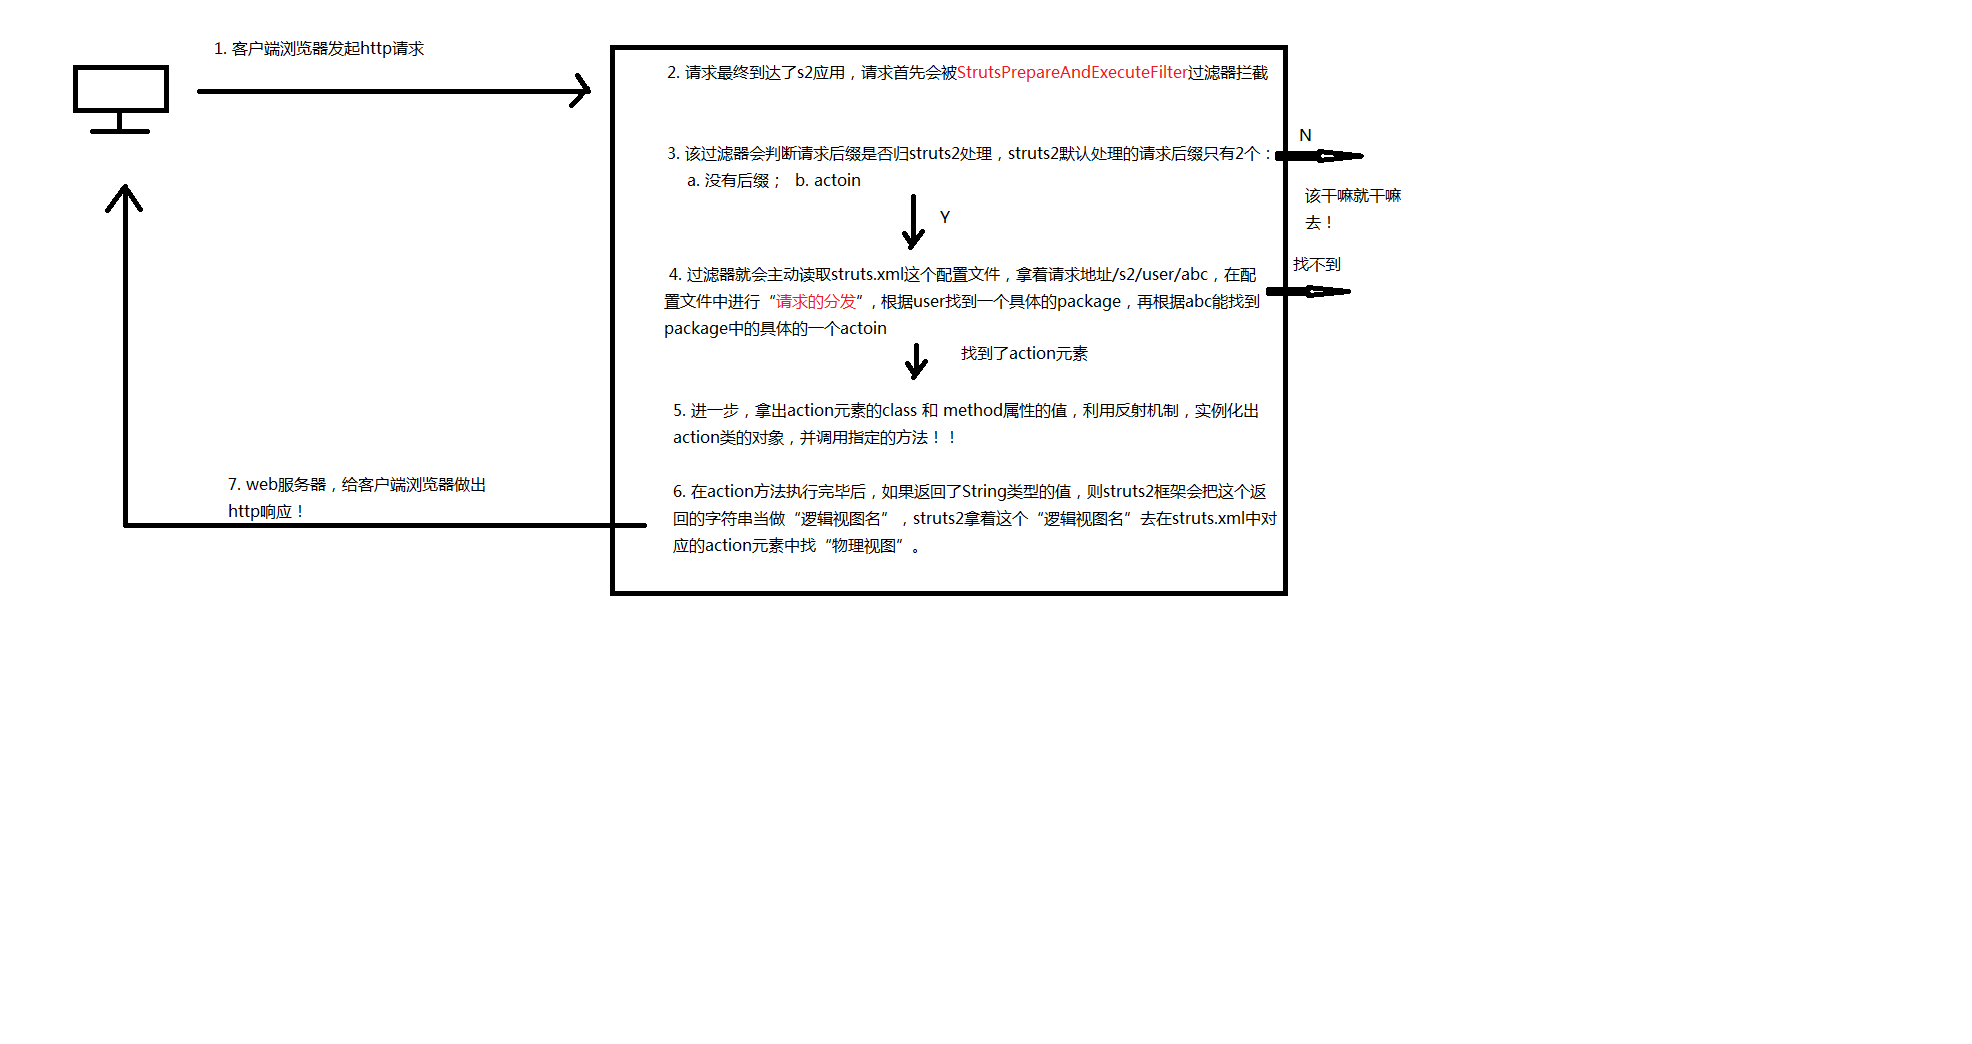 1. 客户端浏览器发起http请求
2. 请求最终到达了s2应用，请求首先会被StrutsPrepareAndExecuteFilter过滤器拦截
3. 该过滤器会判断请求后缀是否归struts2处理，struts2默认处理的请求后缀只有2个：
a. 没有后缀； b. actoin
N
该干嘛就干嘛
去！
Y
4. 过滤器就会主动读取struts.xml这个配置文件，拿着请求地址/s2/user/abc，在配
置文件中进行“请求的分发”，根据user找到一个具体的package，再根据abc能找到
package中的具体的一个actoin
找不到
找到了action元素
5. 进一步，拿出action元素的class 和 method属性的值，利用反射机制，实例化出
action类的对象，并调用指定的方法！！
6. 在action方法执行完毕后，如果返回了String类型的值，则struts2框架会把这个返
回的字符串当做“逻辑视图名”，struts2拿着这个“逻辑视图名”去在struts.xml中对
应的action元素中找“物理视图”。
7. web服务器，给客户端浏览器做出
http响应！